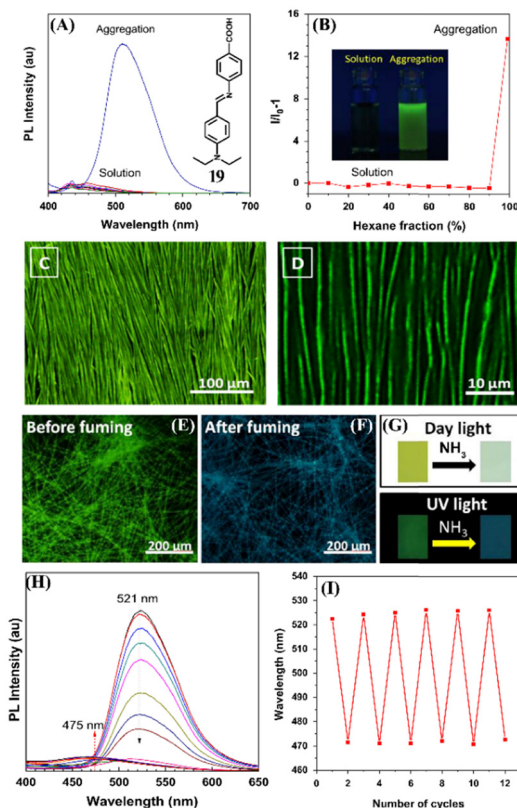 (A)
Aggregation
COOH
N
N
19
Solution
PL Intensity (au)
400 500 600 700
Wavelength (nm)
(B)
Aggregation
Solution Aggregation
Solution
I/I₀-1
16
12
8
4
0
0 20 40 60 80 100
Hexane fraction (%)
C
100 µm
D
10 µm
Before fuming (E)
200 µm
After fuming (F)
200 µm
(G) Day light
NH₃
UV light
NH₃
(H)
521 nm
475 nm
PL Intensity (au)
400 450 500 550 600 650
Wavelength (nm)
(I)
Wavelength (nm)
540
530
520
510
500
490
480
470
460
0 2 4 6 8 10 12
Number of cycles